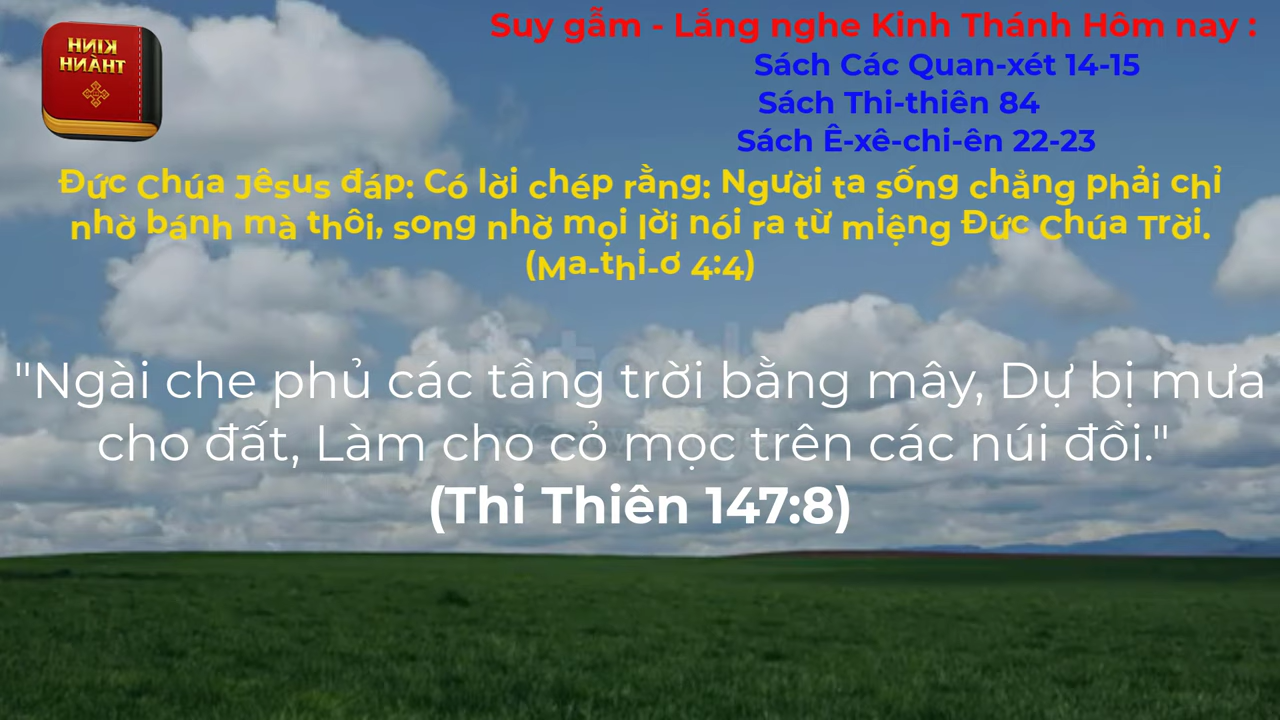 KINH
THÁNH
Suy gẫm - Lắng nghe Kinh Thánh Hôm nay :
Sách Các Quan-xét 14-15
Sách Thi-thiên 84
Sách Ê-xê-chi-ên 22-23
Đức Chúa Jêsus đáp: Có lời chép rằng: Người ta sống chẳng phải chỉ
nhờ bánh mà thôi, song nhờ mọi lời nói ra từ miệng Đức Chúa Trời.
(Ma-thi-ơ 4:4)
"Ngài che phủ các tầng trời bằng mây, Dự bị mưa
cho đất, Làm cho cỏ mọc trên các núi đồi."
(Thi Thiên 147:8)